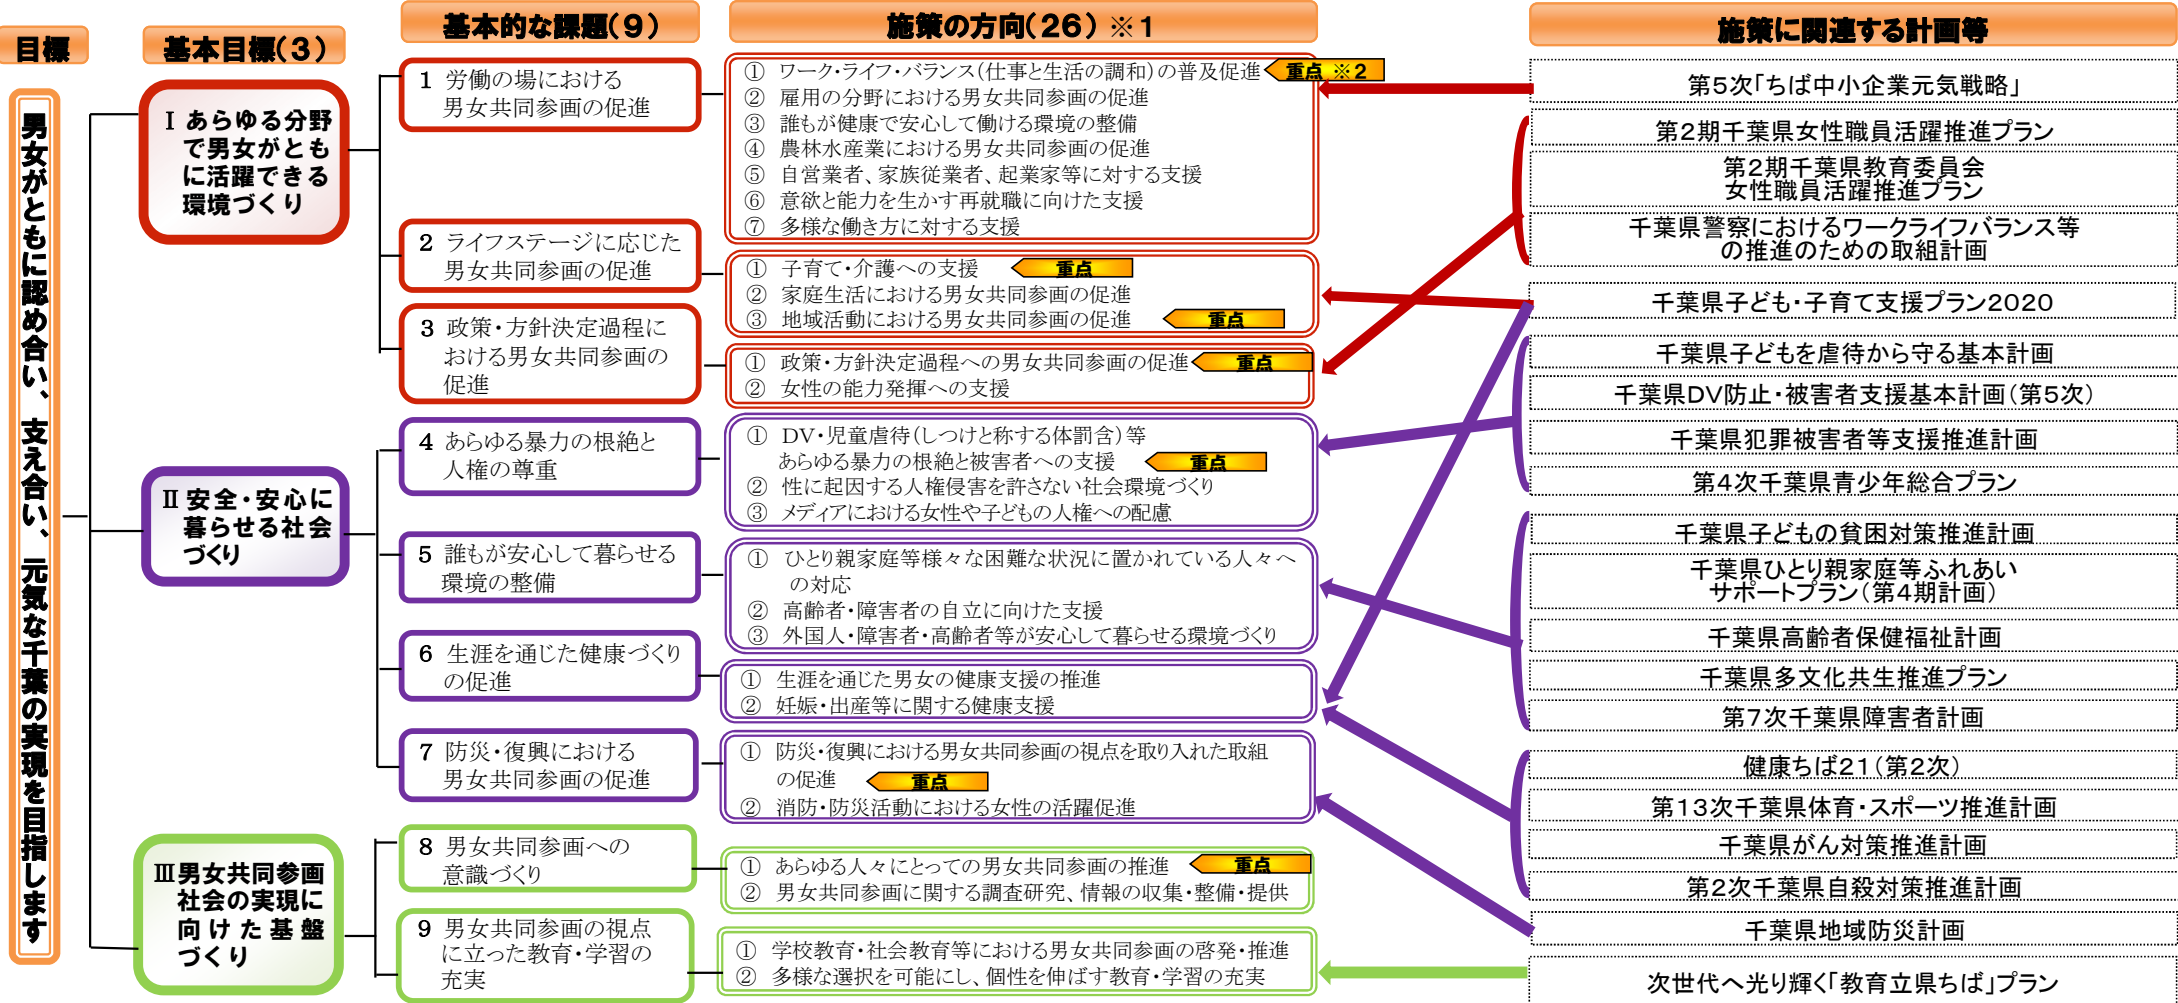 目標
男女がともに認め合い、支え合い、元気な千葉の実現を目指します
基本目標(3)
Ⅰ あらゆる分野
で男女がとも
に活躍できる
環境づくり
Ⅱ 安全・安心に
暮らせる社会
づくり
Ⅲ男女共同参画
社会の実現に
向けた基盤
づくり
基本的な課題(9)
1 労働の場における
男女共同参画の促進
2 ライフステージに応じた
男女共同参画の促進
3 政策・方針決定過程に
おける男女共同参画の
促進
4 あらゆる暴力の根絶と
人権の尊重
5 誰もが安心して暮らせる
環境の整備
6 生涯を通じた健康づくり
の促進
7 防災・復興における
男女共同参画の促進
8 男女共同参画への
意識づくり
9 男女共同参画の視点
に立った教育・学習の
充実
施策の方向(26) ※1
① ワーク・ライフ・バランス(仕事と生活の調和)の普及促進 重点 ※2
② 雇用の分野における男女共同参画の促進
③ 誰もが健康で安心して働ける環境の整備
④ 農林水産業における男女共同参画の促進
⑤ 自営業者、家族従業者、起業家等に対する支援
⑥ 意欲と能力を生かす再就職に向けた支援
⑦ 多様な働き方に対する支援
① 子育て・介護への支援 重点
② 家庭生活における男女共同参画の促進
③ 地域活動における男女共同参画の促進 重点
① 政策・方針決定過程への男女共同参画の促進 重点
② 女性の能力発揮への支援
① DV・児童虐待(しつけと称する体罰含)等
あらゆる暴力の根絶と被害者への支援 重点
② 性に起因する人権侵害を許さない社会環境づくり
③ メディアにおける女性や子どもの人権への配慮
① ひとり親家庭等様々な困難な状況に置かれている人々へ
の対応
② 高齢者・障害者の自立に向けた支援
③ 外国人・障害者・高齢者等が安心して暮らせる環境づくり
① 生涯を通じた男女の健康支援の推進
② 妊娠・出産等に関する健康支援
① 防災・復興における男女共同参画の視点を取り入れた取組
の促進 重点
② 消防・防災活動における女性の活躍促進
① あらゆる人々にとっての男女共同参画の推進 重点
② 男女共同参画に関する調査研究、情報の収集・整備・提供
① 学校教育・社会教育等における男女共同参画の啓発・推進
② 多様な選択を可能にし、個性を伸ばす教育・学習の充実
施策に関連する計画等
第5次「ちば中小企業元気戦略」
第2期千葉県女性職員活躍推進プラン
第2期千葉県教育委員会
女性職員活躍推進プラン
千葉県警察におけるワークライフバランス等
の推進のための取組計画
千葉県子ども・子育て支援プラン2020
千葉県子どもを虐待から守る基本計画
千葉県DV防止・被害者支援基本計画(第5次)
千葉県犯罪被害者等支援推進計画
第4次千葉県青少年総合プラン
千葉県子どもの貧困対策推進計画
千葉県ひとり親家庭等ふれあい
サポートプラン(第4期計画)
千葉県高齢者保健福祉計画
千葉県多文化共生推進プラン
第7次千葉県障害者計画
健康ちば21(第2次)
第13次千葉県体育・スポーツ推進計画
千葉県がん対策推進計画
第2次千葉県自殺対策推進計画
千葉県地域防災計画
次世代へ光り輝く「教育立県ちば」プラン